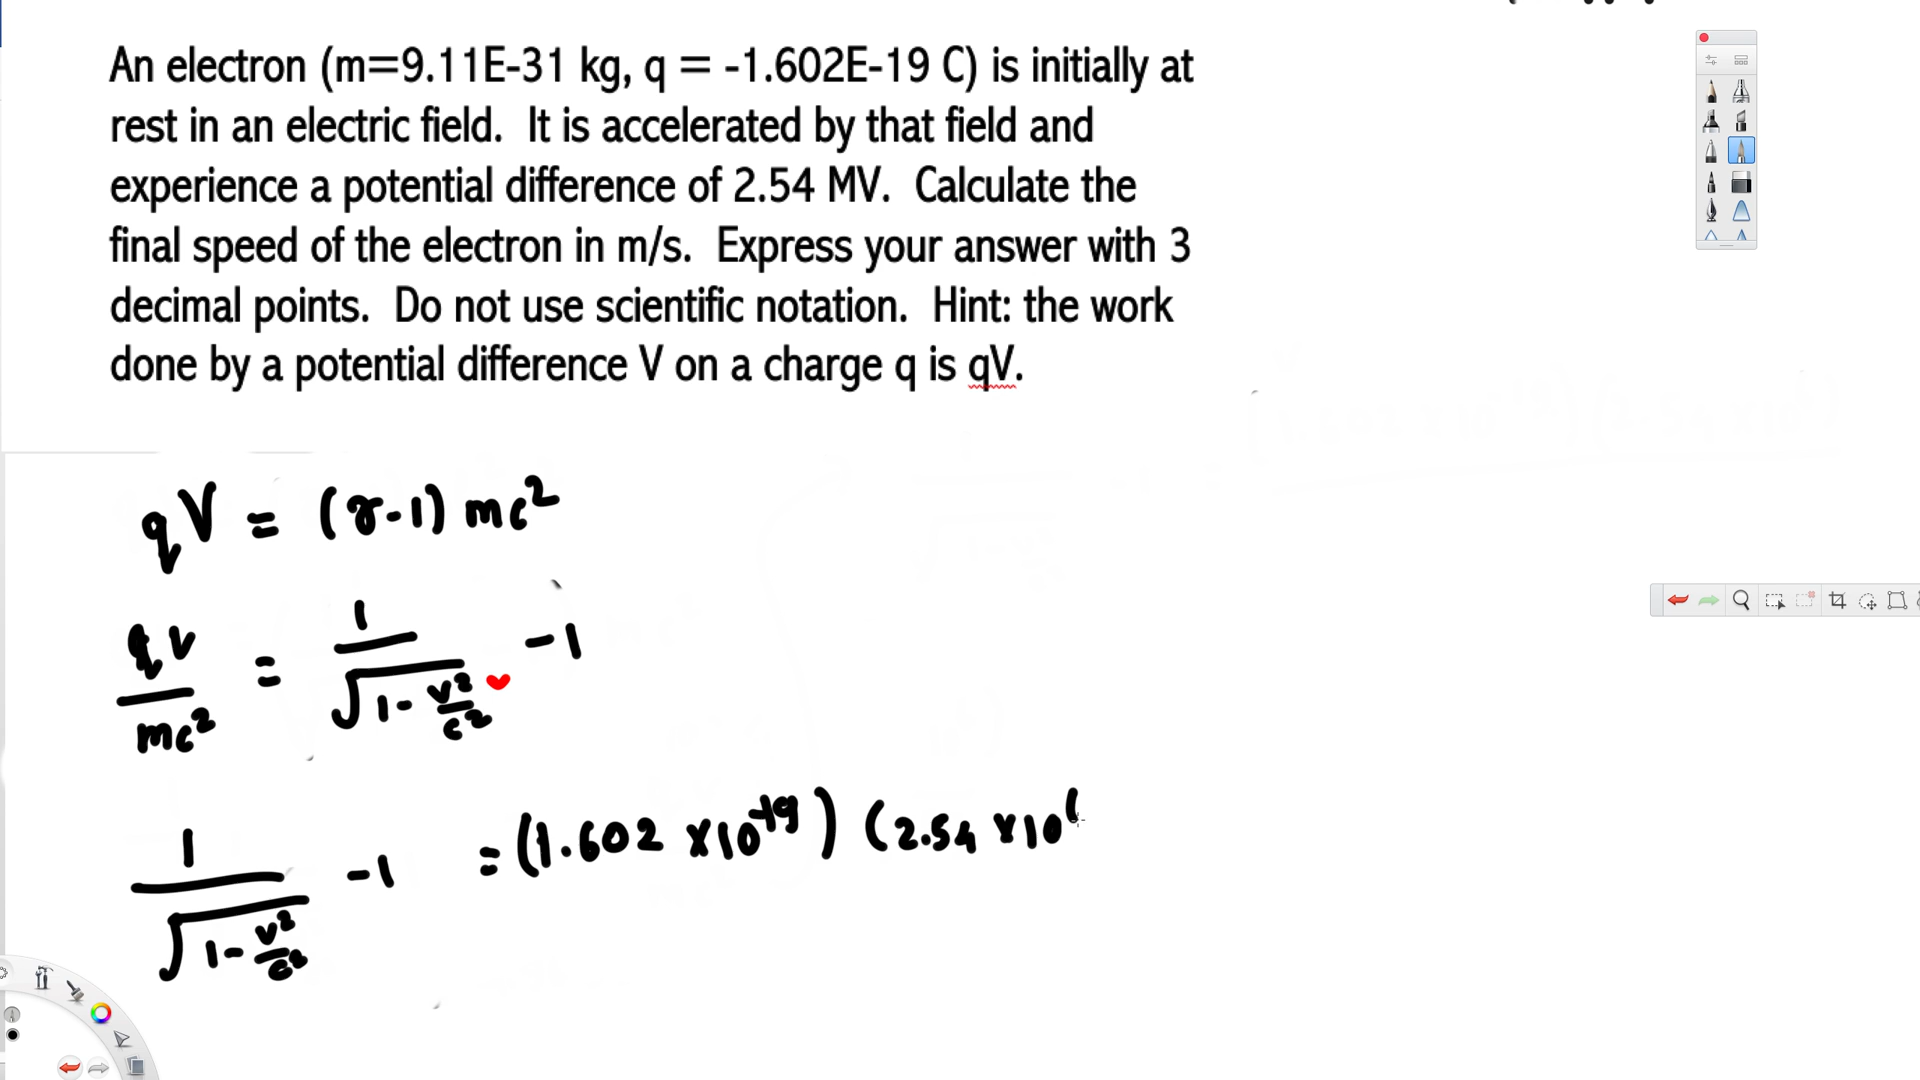 An electron (m=9.11E-31 kg, q = -1.602E-19 C) is initially at
rest in an electric field. It is accelerated by that field and
experience a potential difference of 2.54 MV. Calculate the
final speed of the electron in m/s. Express your answer with 3
decimal points. Do not use scientific notation. Hint: the work
done by a potential difference V on a charge q is qV.
qV = (γ-1) mc²
qv/mc² = 1/√(1-v²/c²) -1
1/√(1-v²/c²) -1 = (1.602 x10⁻¹⁹) (2.54 x10